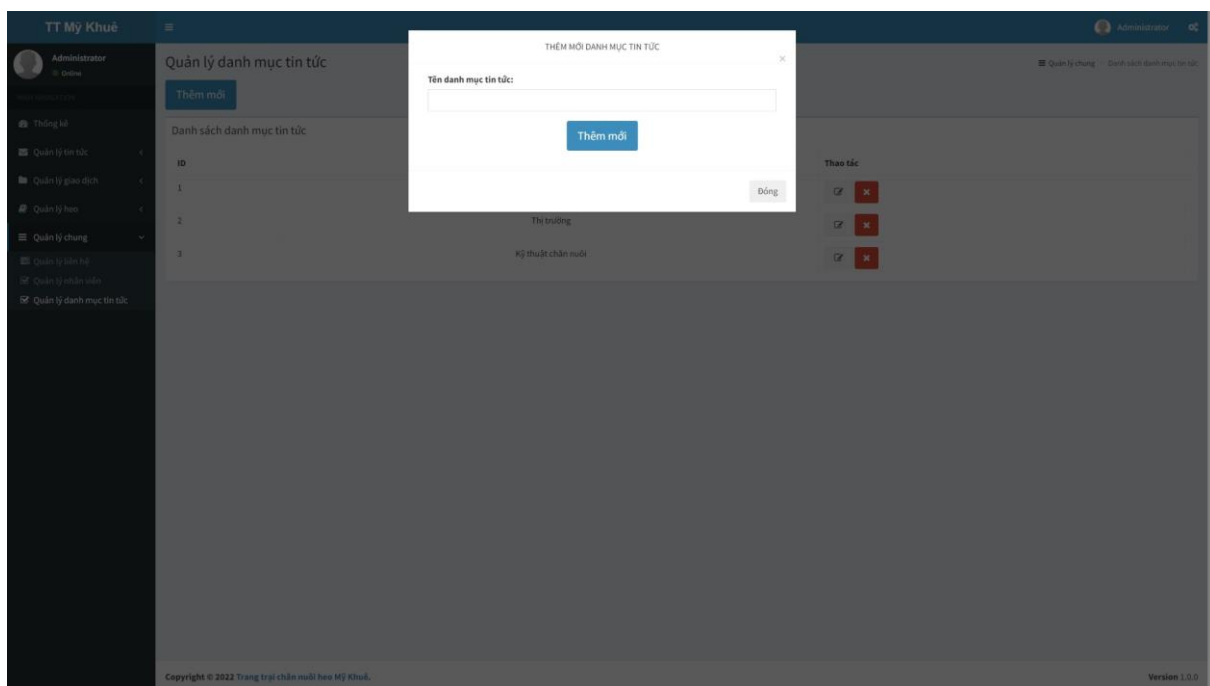 TT Mỹ Khuê
Administrator
Administrator
Online
MAIN NAVIGATION
Thống kê
Quản lý tin tức
Quản lý giao dịch
Quản lý heo
Quản lý chung
Quản lý liên hệ
Quản lý nhân viên
Quản lý danh mục tin tức
Quản lý danh mục tin tức
Quản lý chung Danh sách danh mục tin tức
Thêm mới
Danh sách danh mục tin tức
ID Thao tác
1
2 Thị trường
3 Kỹ thuật chăn nuôi
THÊM MỚI DANH MỤC TIN TỨC
×
Tên danh mục tin tức:
Thêm mới
Đóng
Copyright © 2022 Trang trại chăn nuôi heo Mỹ Khuê. Version 1.0.0